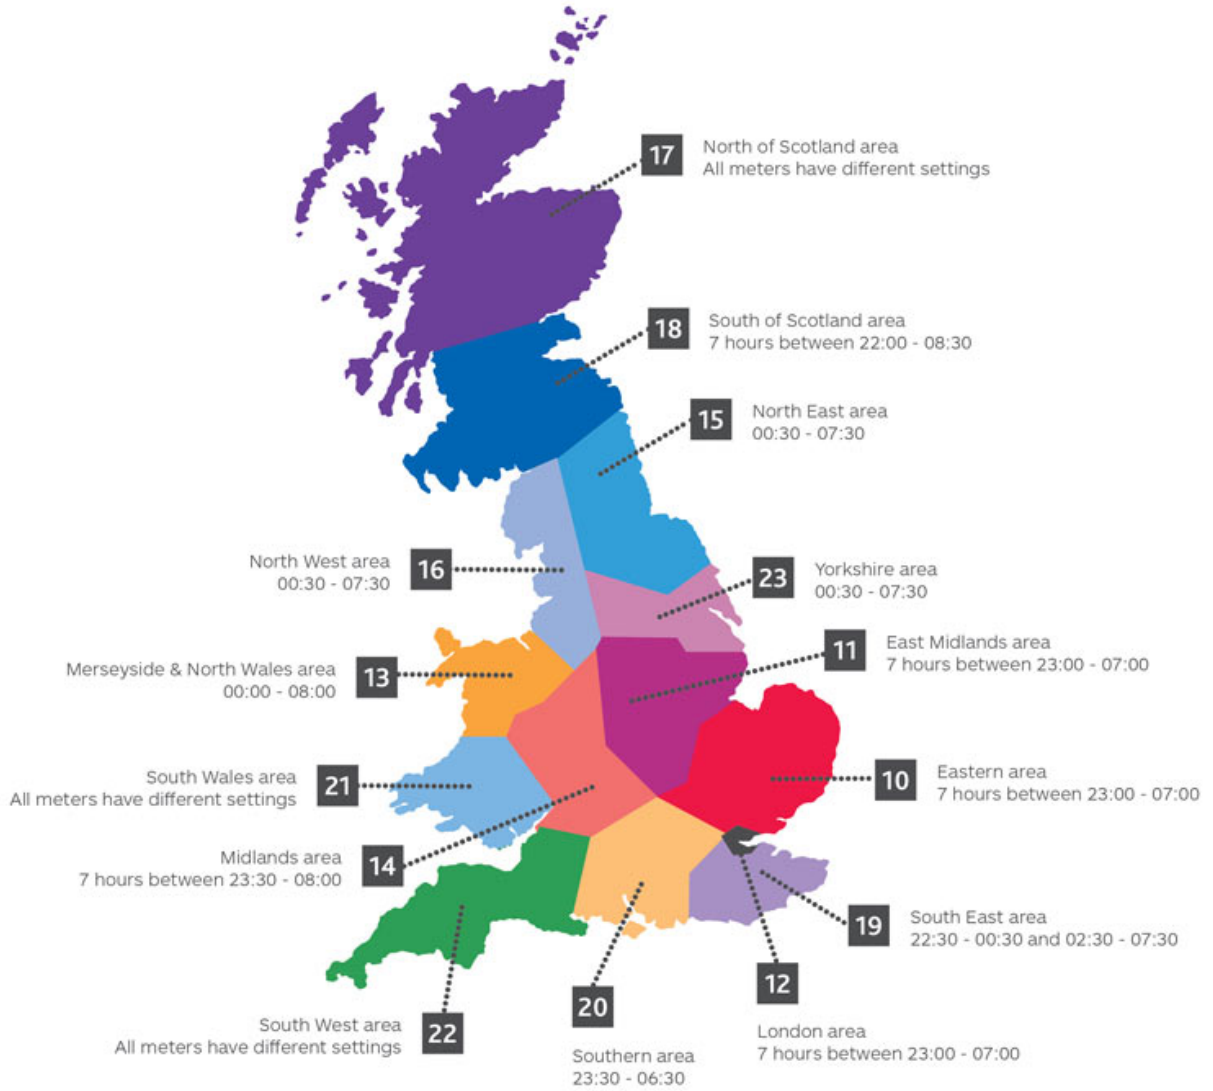 17
North of Scotland area
All meters have different settings
18
South of Scotland area
7 hours between 22:00 - 08:30
15
North East area
00:30 - 07:30
North West area
00:30 - 07:30
16
23
Yorkshire area
00:30 - 07:30
11
East Midlands area
7 hours between 23:00 - 07:00
Merseyside & North Wales area
00:00 - 08:00
13
South Wales area
All meters have different settings
21
10
Eastern area
7 hours between 23:00 - 07:00
Midlands area
7 hours between 23:30 - 08:00
14
19
South East area
22:30 - 00:30 and 02:30 - 07:30
12
London area
7 hours between 23:00 - 07:00
20
Southern area
23:30 - 06:30
South West area
All meters have different settings
22